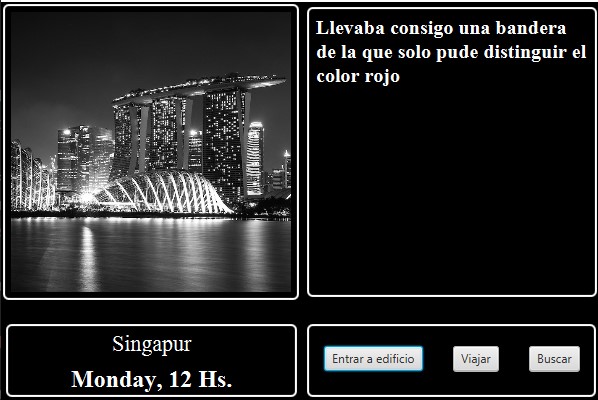 Llevaba consigo una bandera
de la que solo pude distinguir el
color rojo
Singapur
Monday, 12 Hs.
Entrar a edificio
Viajar
Buscar